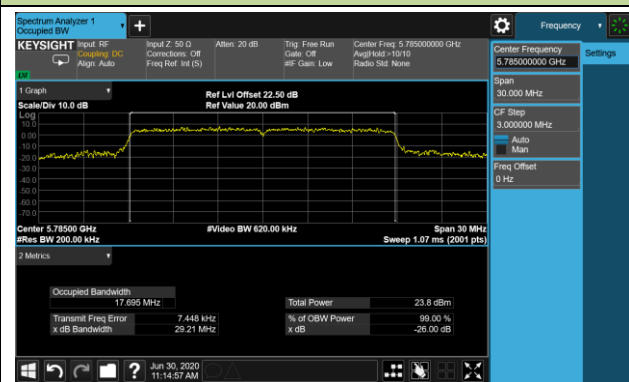 Spectrum Analyzer 1
Occupied BW
Frequency
KEYSIGHT
Input: RF
Coupling: DC
Align: Auto
Input Z: 50 Ω
Corrections: Off
Freq Ref: Int (S)
Atten: 20 dB
Trig: Free Run
Gate: Off
#IF Gain: Low
Center Freq: 5.785000000 GHz
Avg|Hold:>10/10
Radio Std: None
Center Frequency
5.785000000 GHz
Settings
Span
30.000 MHz
CF Step
3.000000 MHz
Auto
Man
Freq Offset
0 Hz
1 Graph
Scale/Div 10.0 dB
Ref Lvl Offset 22.50 dB
Ref Value 20.00 dBm
Log
10.0
0.00
-10.0
-20.0
-30.0
-40.0
-50.0
-60.0
-70.0
Center 5.78500 GHz
#Video BW 620.00 kHz
Span 30 MHz
#Res BW 200.00 kHz
Sweep 1.07 ms (2001 pts)
2 Metrics
Occupied Bandwidth
17.695 MHz
Total Power 23.8 dBm
Transmit Freq Error 7.448 kHz
% of OBW Power 99.00 %
x dB Bandwidth 29.21 MHz
x dB -26.00 dB
Jun 30, 2020
11:14:57 AM